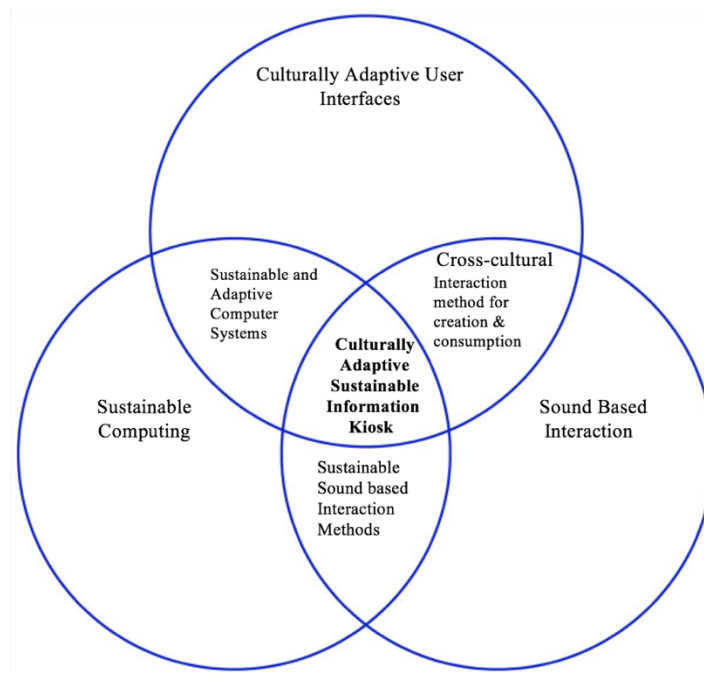 Culturally Adaptive User
Interfaces
Sustainable and
Adaptive
Computer
Systems
Cross-cultural
Interaction
method for
creation &
consumption
Culturally
Adaptive
Sustainable
Information
Kiosk
Sustainable
Computing
Sound Based
Interaction
Sustainable
Sound based
Interaction
Methods